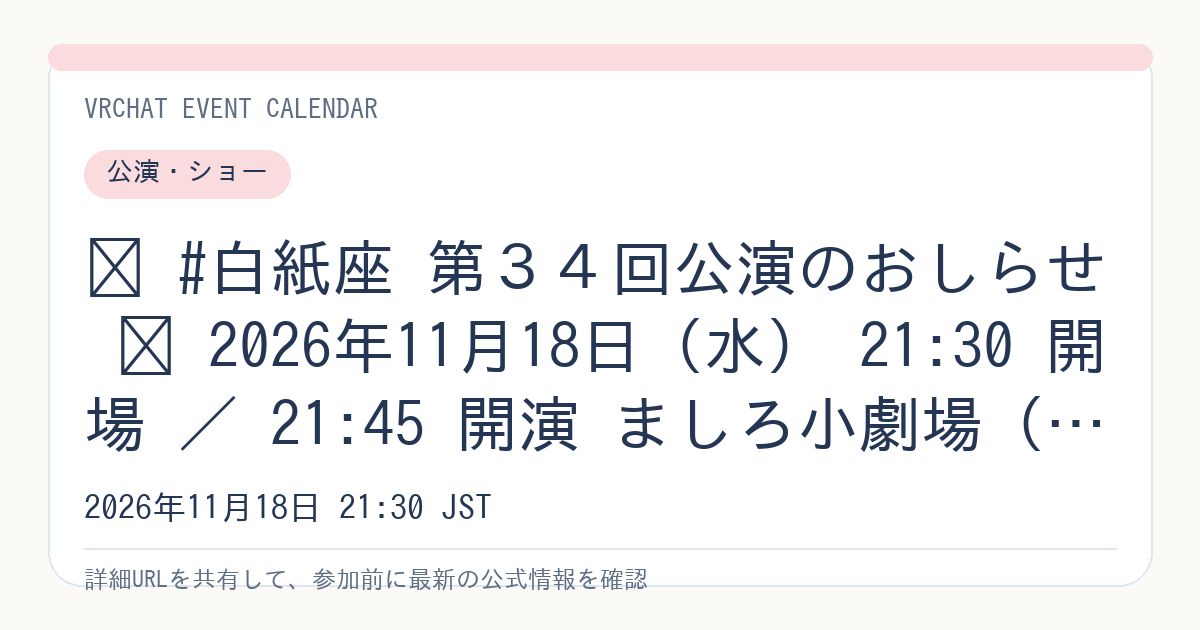 VRCHAT EVENT CALENDAR
公演・ショー
#白紙座 第３４回公演のおしらせ
2026年11月18日（水） 21:30 開
場 ／ 21:45 開演 ましろ小劇場（…
2026年11月18日 21:30 JST
詳細URLを共有して、参加前に最新の公式情報を確認